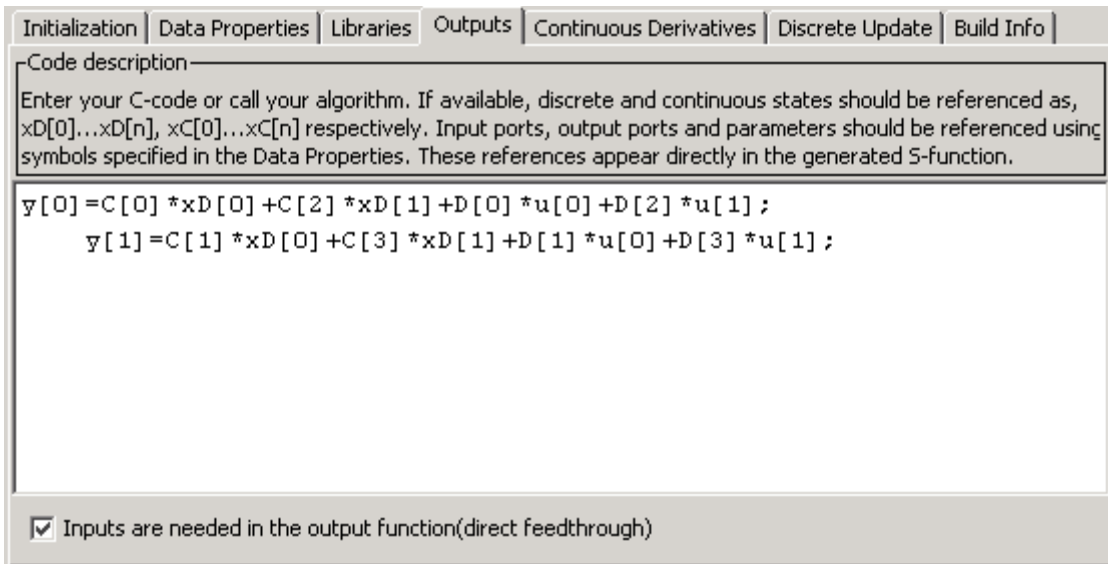 Initialization Data Properties Libraries Outputs Continuous Derivatives Discrete Update Build Info
Code description
Enter your C-code or call your algorithm. If available, discrete and continuous states should be referenced as,
xD[0]...xD[n], xC[0]...xC[n] respectively. Input ports, output ports and parameters should be referenced using
symbols specified in the Data Properties. These references appear directly in the generated S-function.
y[0]=C[0]*xD[0]+C[2]*xD[1]+D[0]*u[0]+D[2]*u[1];
y[1]=C[1]*xD[0]+C[3]*xD[1]+D[1]*u[0]+D[3]*u[1];
Inputs are needed in the output function(direct feedthrough)